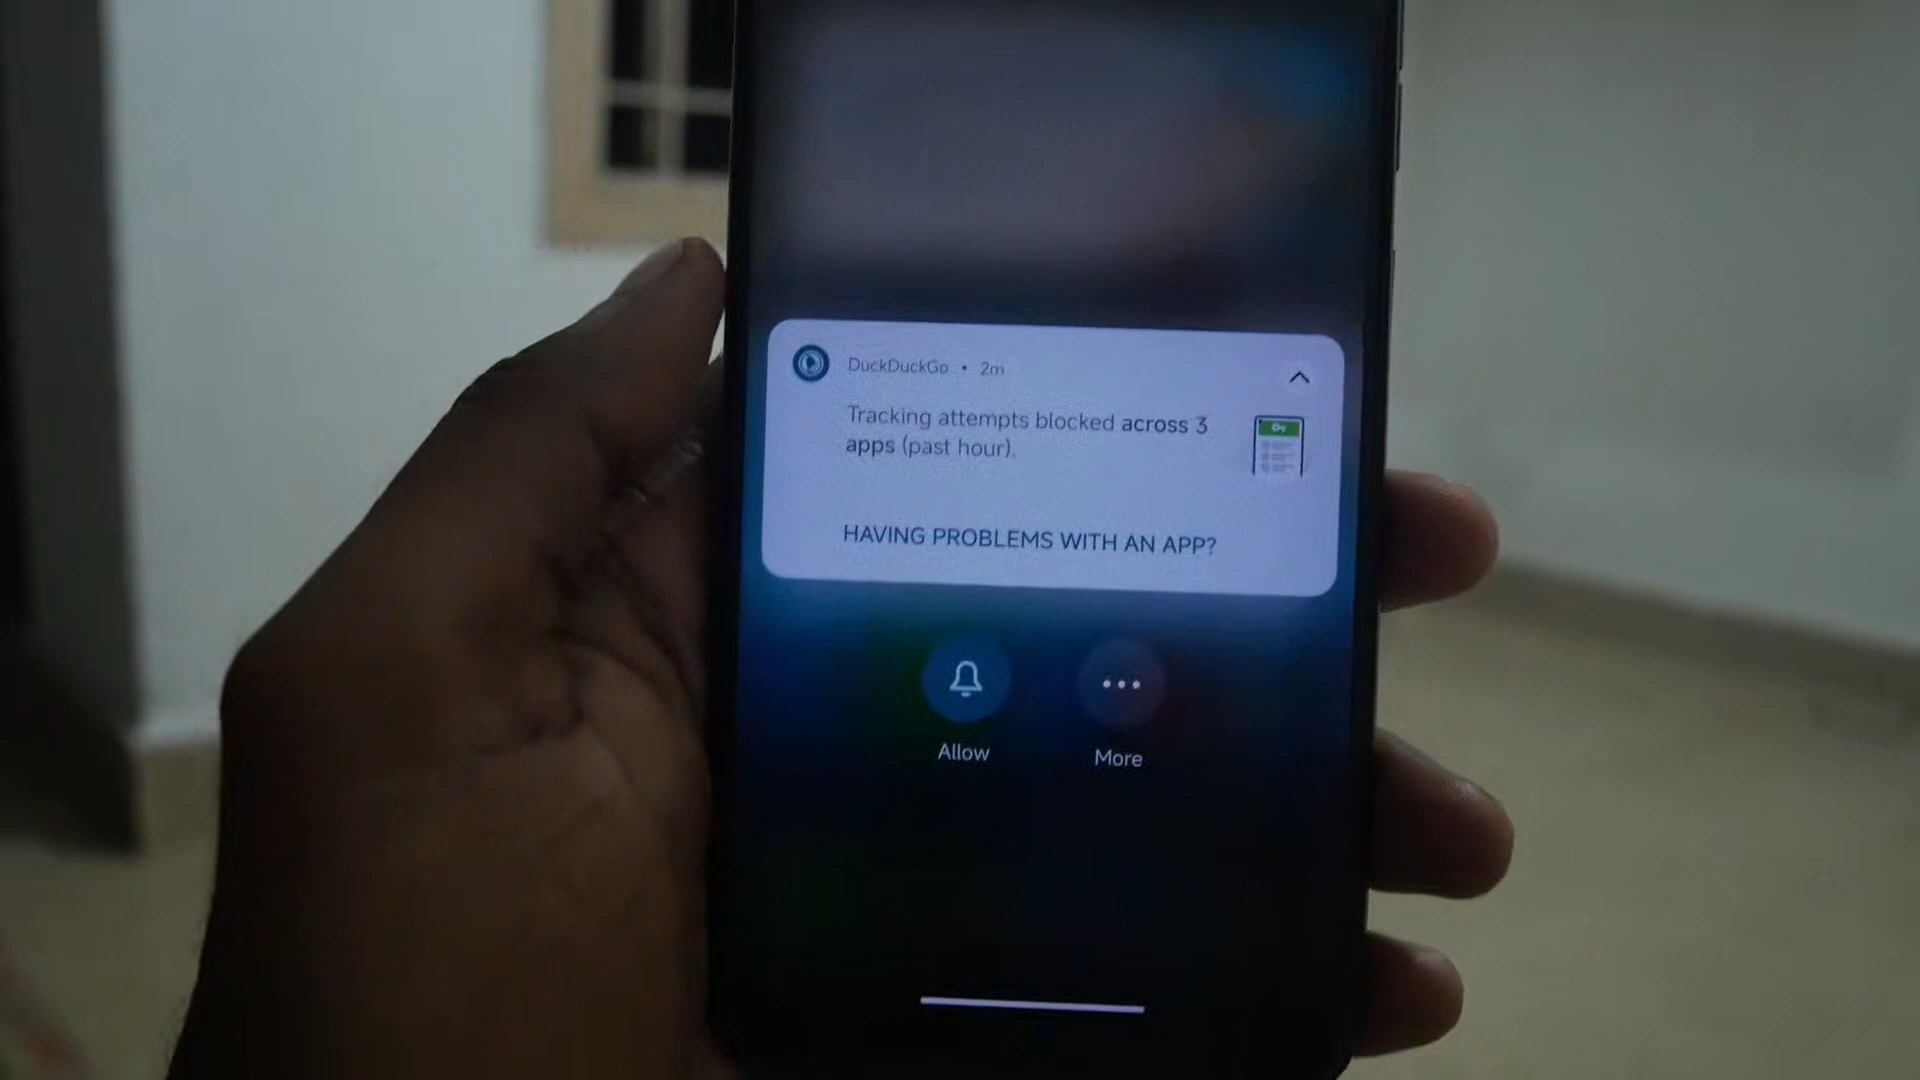 DuckDuckGo • 2m
Tracking attempts blocked across 3
apps (past hour).
HAVING PROBLEMS WITH AN APP?
Allow
More